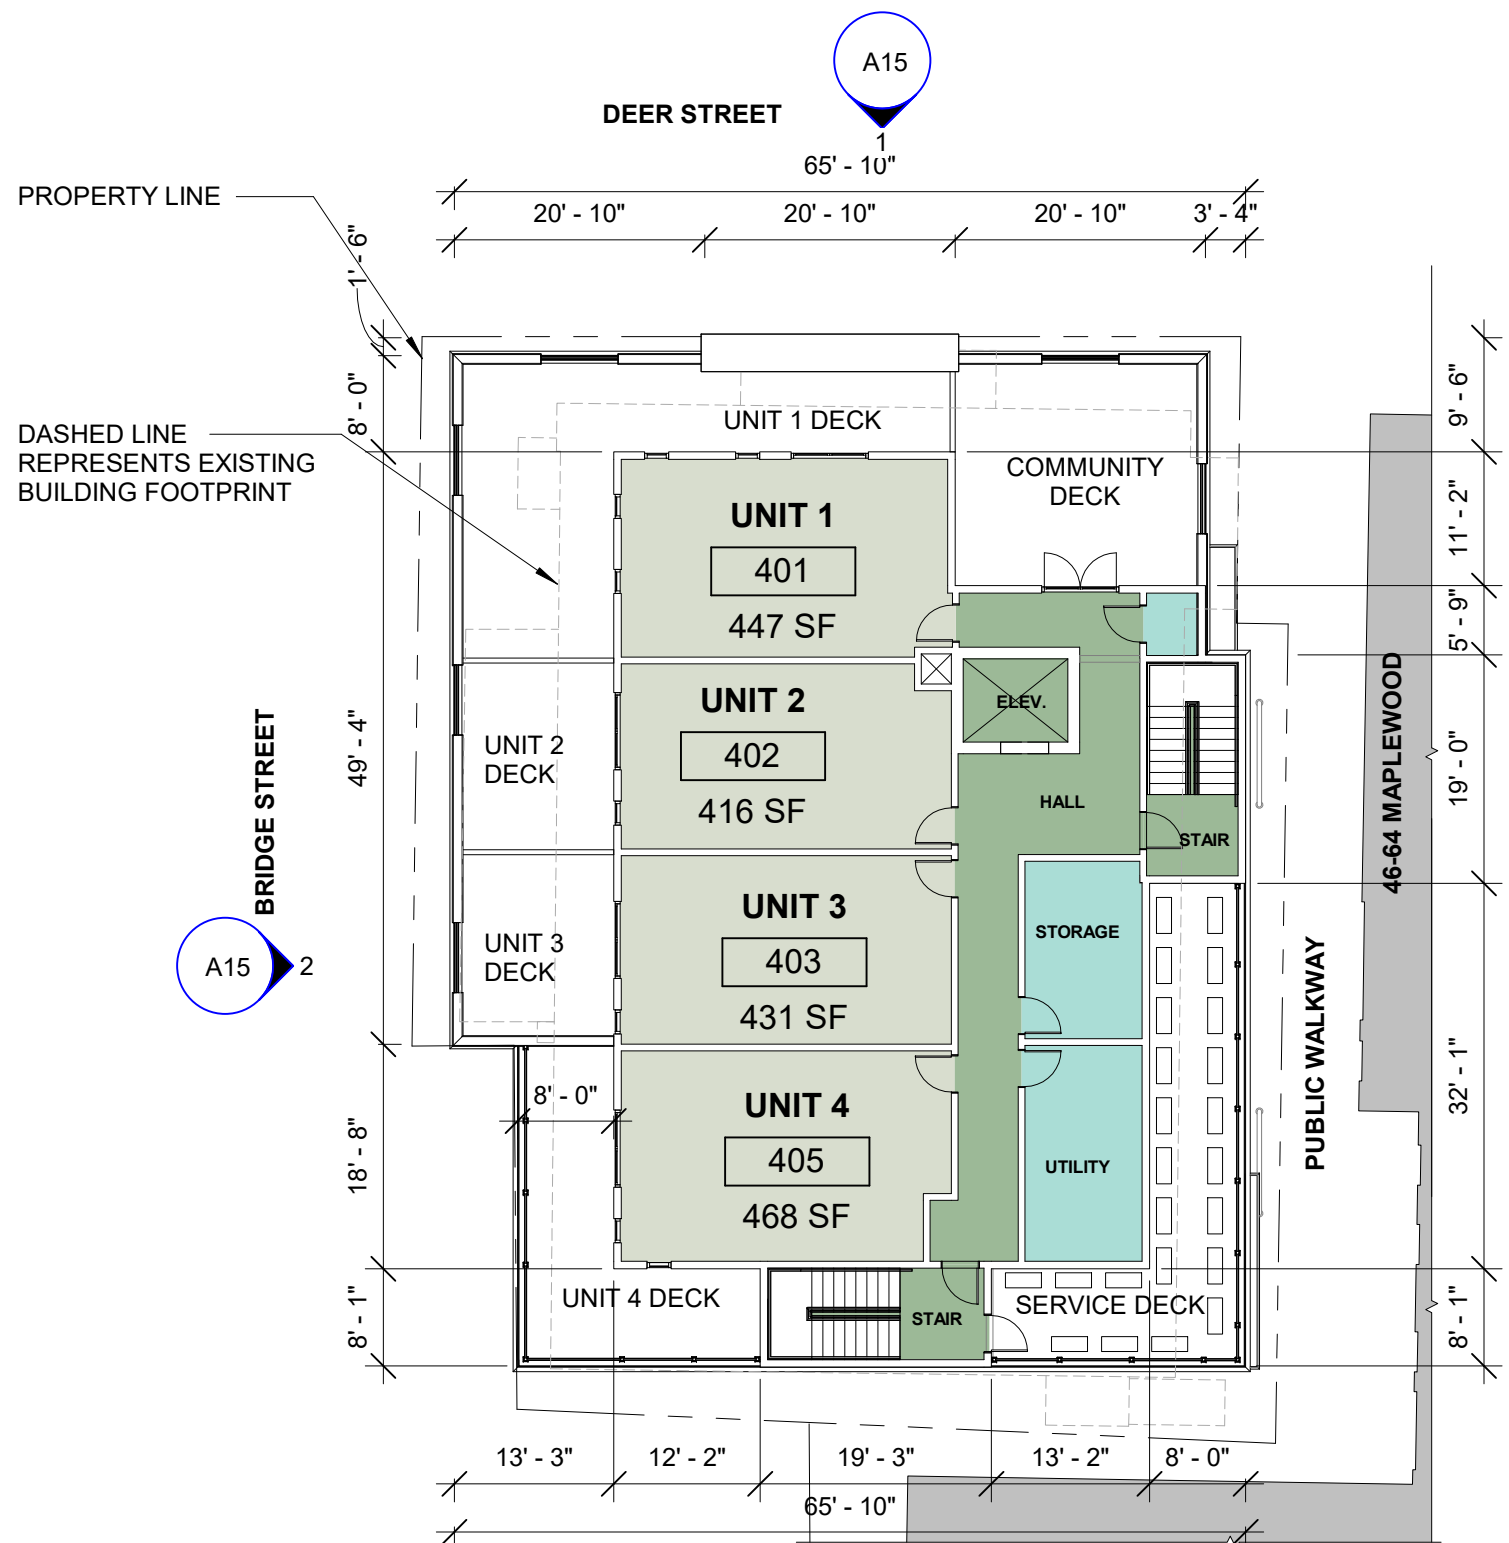 A15
DEER STREET
1
65' - 10"
PROPERTY LINE
20' - 10"
20' - 10"
20' - 10"
3' - 4"
1' - 6"
8' - 0"
9' - 6"
DASHED LINE
REPRESENTS EXISTING
BUILDING FOOTPRINT
UNIT 1 DECK
COMMUNITY
DECK
UNIT 1
401
447 SF
11' - 2"
5' - 9"
UNIT 2
402
416 SF
ELEV.
UNIT 2
DECK
49' - 4"
HALL
STAIR
19' - 0"
46-64 MAPLEWOOD
BRIDGE STREET
A15
2
UNIT 3
403
431 SF
UNIT 3
DECK
STORAGE
PUBLIC WALKWAY
32' - 1"
8' - 0"
UNIT 4
405
468 SF
UTILITY
18' - 8"
UNIT 4 DECK
STAIR
SERVICE DECK
8' - 1"
8' - 1"
13' - 3"
12' - 2"
19' - 3"
13' - 2"
8' - 0"
65' - 10"